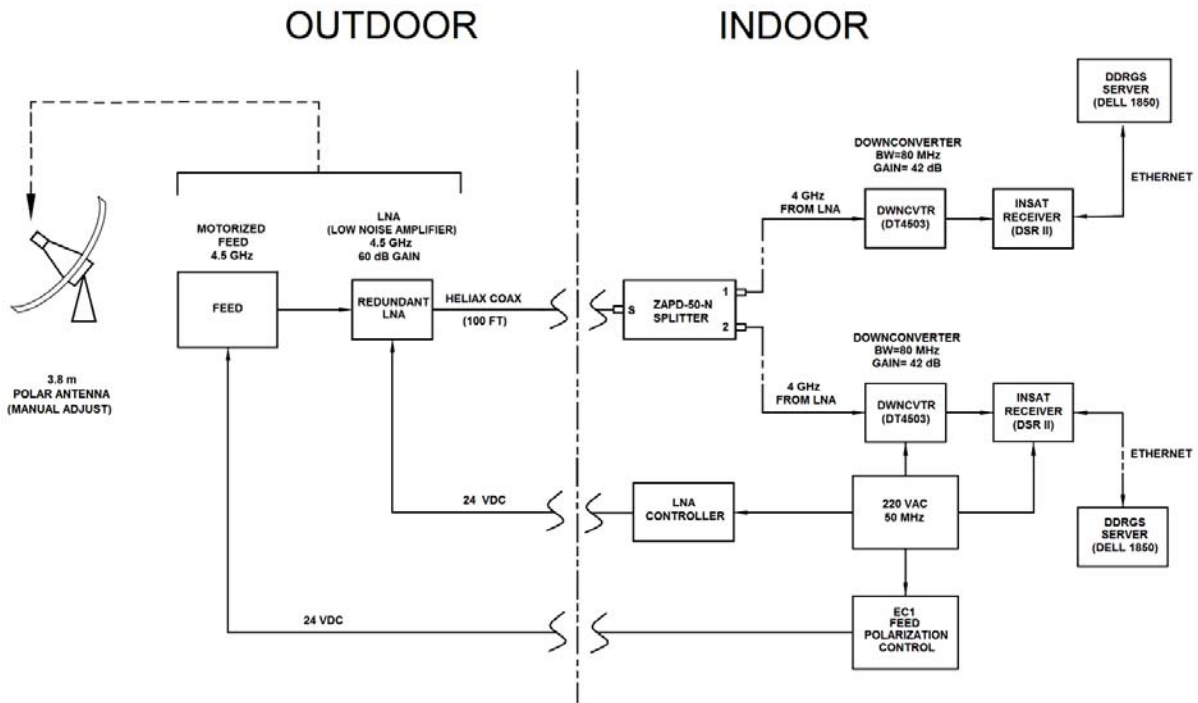 OUTDOOR
INDOOR
DDRGS
SERVER
(DELL 1850)
ETHERNET
DOWNCONVERTER
BW=80 MHz
GAIN= 42 dB
4 GHz
FROM LNA
DWNCVTR
(DT4503)
INSAT
RECEIVER
(DSR II)
MOTORIZED
FEED
4.5 GHz
LNA
(LOW NOISE AMPLIFIER)
4.5 GHz
60 dB GAIN
FEED
REDUNDANT
LNA
HELIAX COAX
(100 FT)
S
ZAPD-50-N
SPLITTER
1
2
3.8 m
POLAR ANTENNA
(MANUAL ADJUST)
DOWNCONVERTER
BW=80 MHz
GAIN= 42 dB
4 GHz
FROM LNA
DWNCVTR
(DT4503)
INSAT
RECEIVER
(DSR II)
ETHERNET
24 VDC
LNA
CONTROLLER
220 VAC
50 MHz
DDRGS
SERVER
(DELL 1850)
24 VDC
EC1
FEED
POLARIZATION
CONTROL